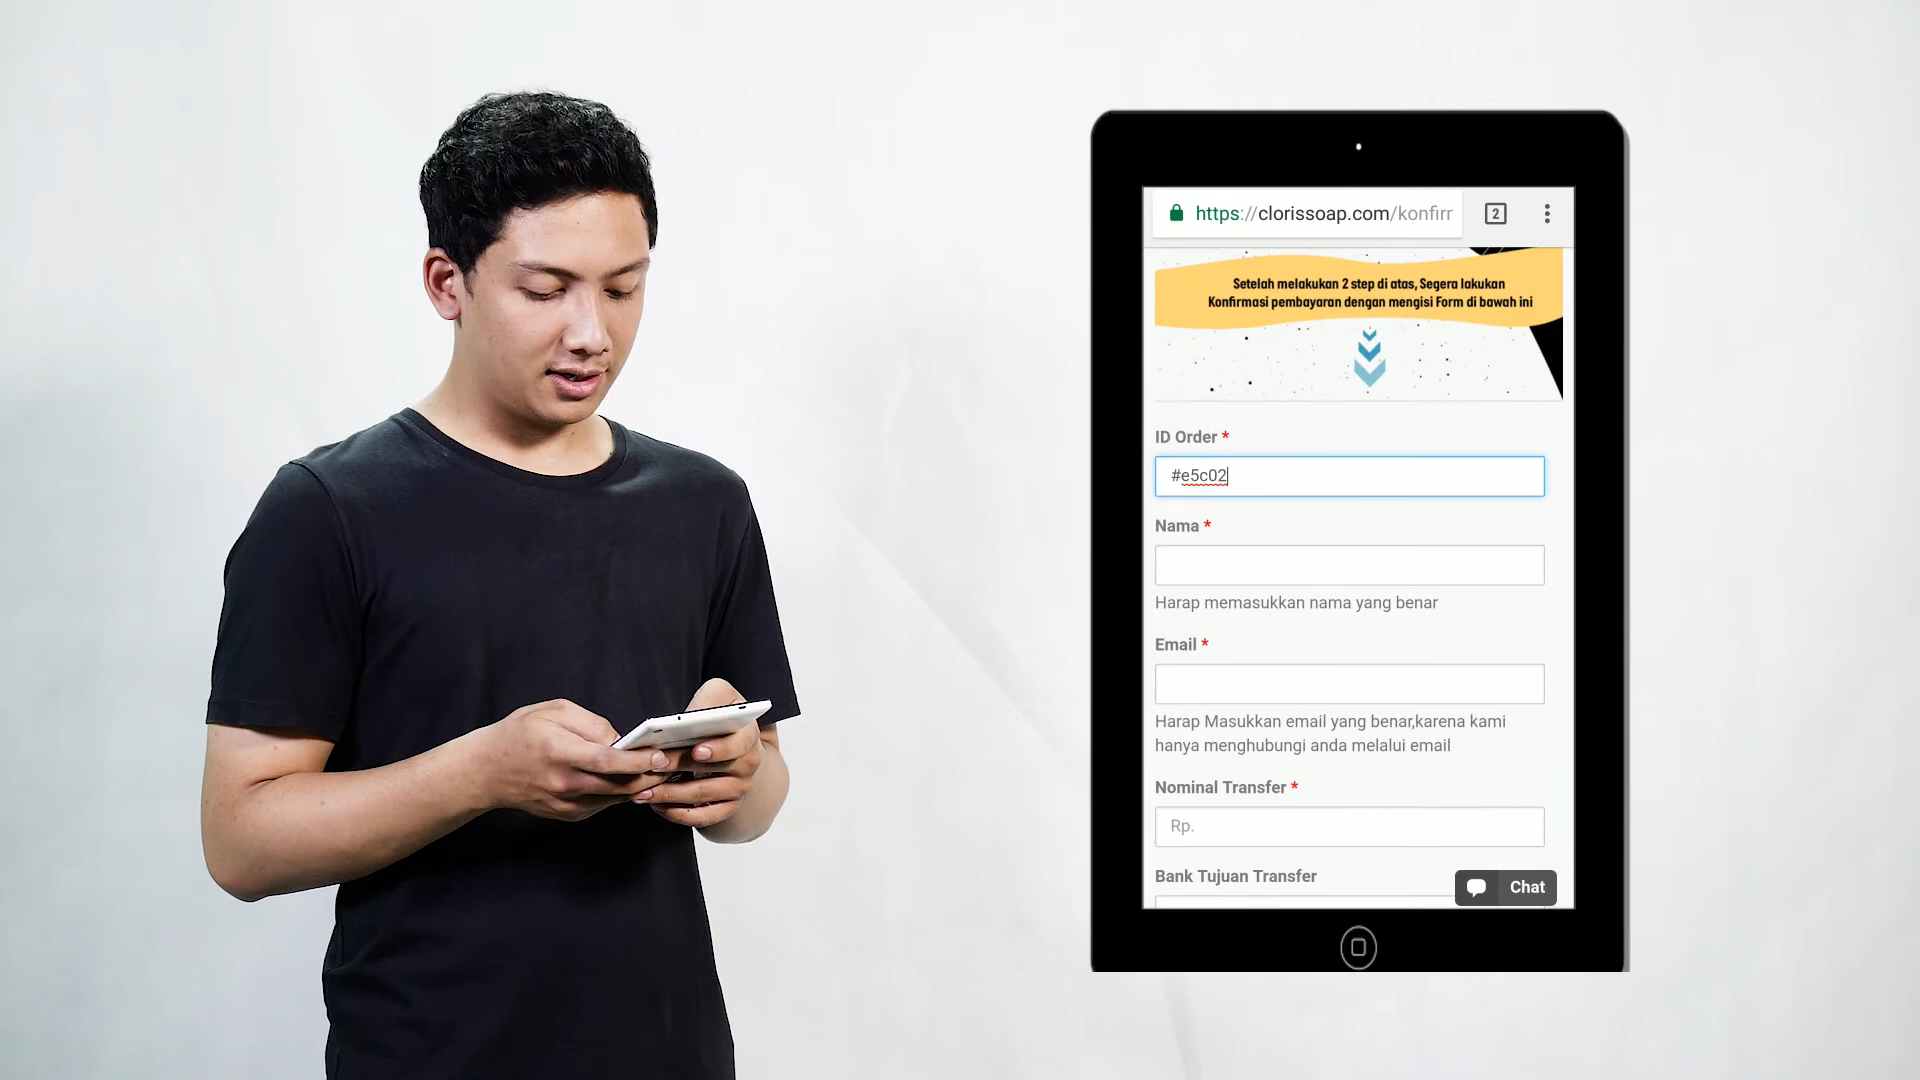 https://clorissoap.com/konfirr
2
Setelah melakukan 2 step di atas, Segera lakukan
Konfirmasi pembayaran dengan mengisi Form di bawah ini
ID Order *
#e5c02
Nama *
Harap memasukkan nama yang benar
Email *
Harap Masukkan email yang benar,karena kami
hanya menghubungi anda melalui email
Nominal Transfer *
Rp.
Bank Tujuan Transfer
Chat